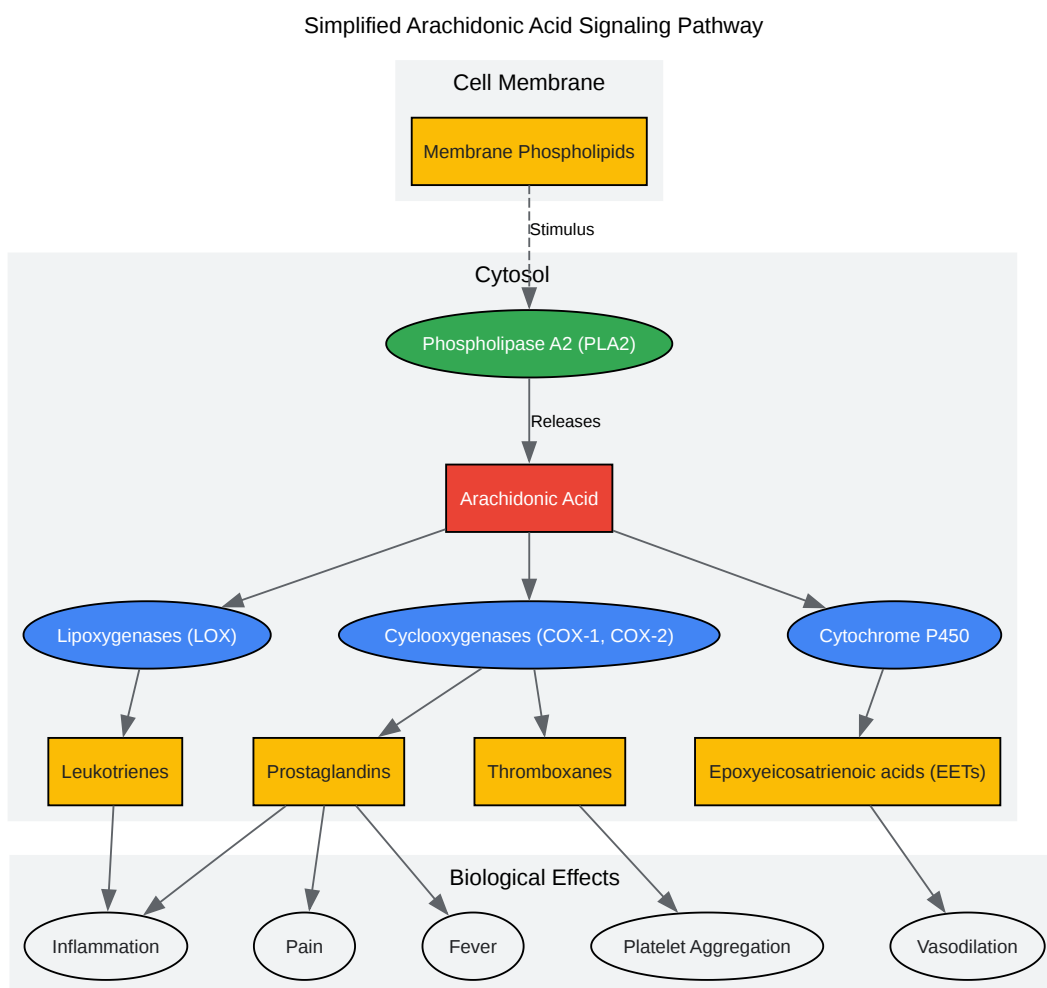 Simplified Arachidonic Acid Signaling Pathway
Cell Membrane
Membrane Phospholipids
Stimulus
Cytosol
Phospholipase A2 (PLA2)
Releases
Arachidonic Acid
Lipoxygenases (LOX)
Cyclooxygenases (COX-1, COX-2)
Cytochrome P450
Leukotrienes
Prostaglandins
Thromboxanes
Epoxyeicosatrienoic acids (EETs)
Biological Effects
Inflammation
Pain
Fever
Platelet Aggregation
Vasodilation